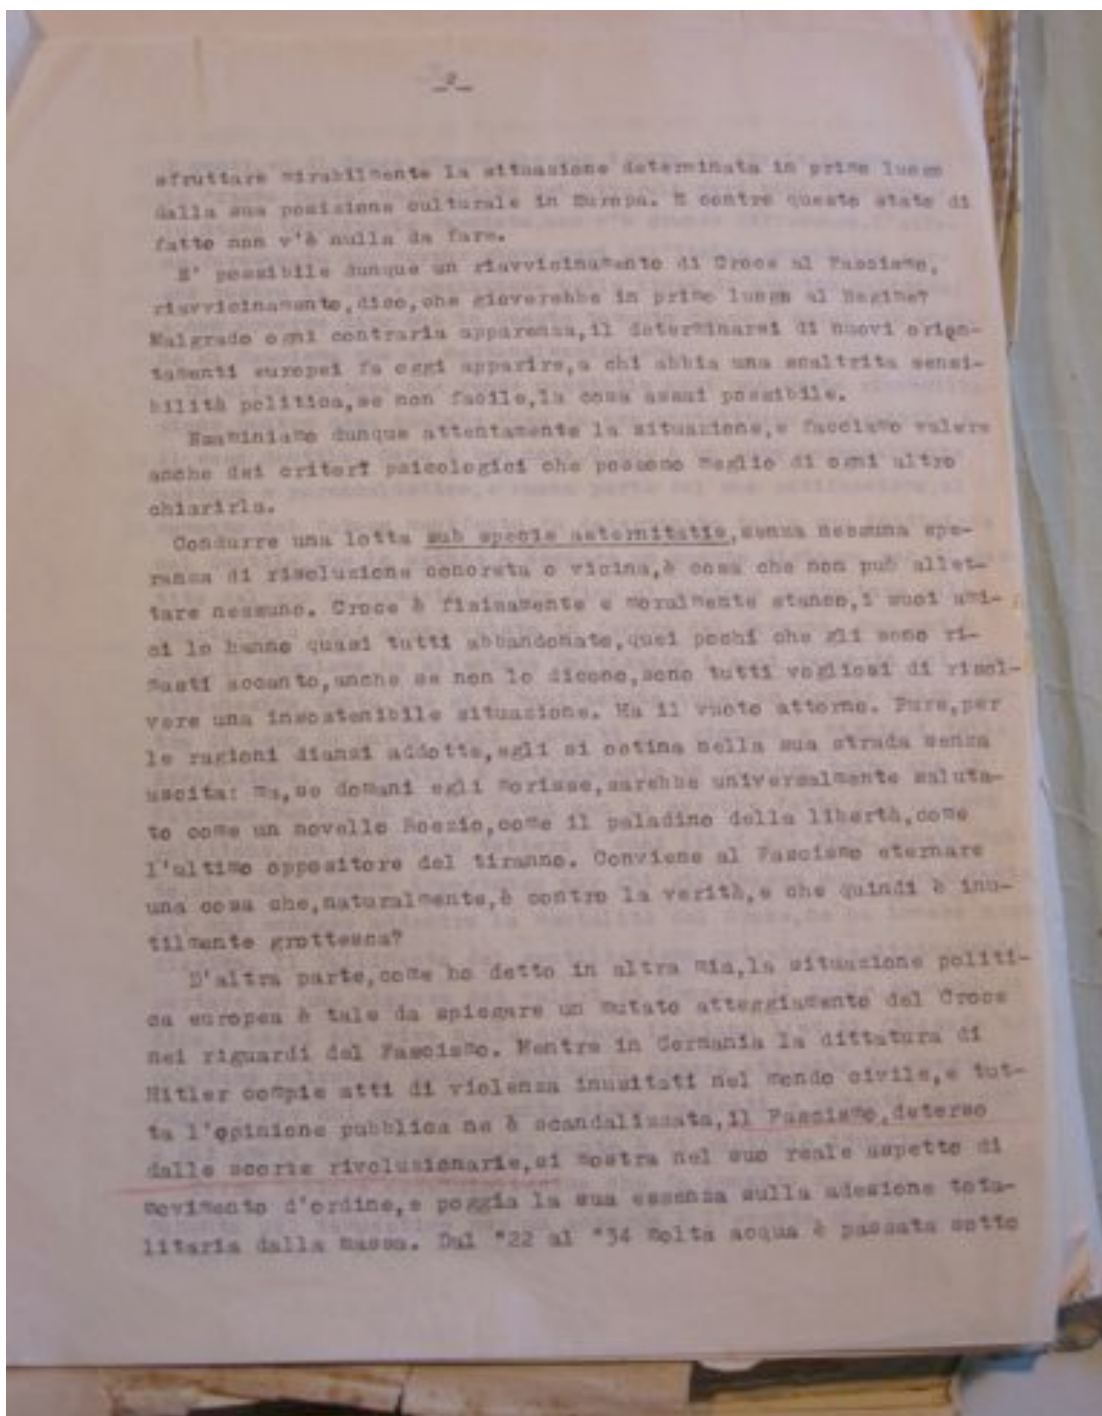 _2_
sfruttare mirabilmente la situazione determinata in primo luogo
dalla sua posizione culturale in Europa. E contro questo stato di
fatto non v'è nulla da fare.
E' possibile dunque un riavvicinamento di Croce al Fascismo,
riavvicinamento,dico,che gioverebbe in primo luogo al Regime?
Malgrado ogni contraria apparenza,il determinarsi di nuovi orien-
tamenti europei fa oggi apparire,a chi abbia una scaltrita sensi-
bilità politica,se non facile,la cosa assai possibile.
Esaminiamo dunque attentamente la situazione,e facciamo valere
anche dei criterî psicologici che possono meglio di ogni altro
chiarirla.
Condurre una lotta sub specie aeternitatis,senza nessuna spe-
ranza di risoluzione concreta o vicina,è cosa che non può allet-
tare nessuno. Croce è fisicamente e moralmente stanco,i suoi ami-
ci lo hanno quasi tutti abbandonato,quei pochi che gli sono ri-
masti accanto,anche se non lo dicono,sono tutti vogliosi di risol-
vere una insostenibile situazione. Ha il vuoto attorno. Pure,per
le ragioni dianzi addotte,egli si ostina nella sua strada senza
uscita: ma,se domani egli morisse,sarebbe universalmente saluta-
to come un novello Boezio,come il paladino della libertà,come
l'ultimo oppositore del tiranno. Conviene al Fascismo eternare
una cosa che,naturalmente,è contro la verità,e che quindi è inu-
tilmente grottesca?
D'altra parte,come ho detto in altra mia,la situazione politi-
ca europea è tale da spiegare un mutato atteggiamento del Croce
nei riguardi del Fascismo. Mentre in Germania la dittatura di
Hitler compie atti di violenza inusitati nel mondo civile,e tut-
ta l'opinione pubblica ne è scandalizzata,il Fascismo,deterso
dalle scorie rivoluzionarie,si mostra nel suo reale aspetto di
movimento d'ordine,e poggia la sua essenza sulla adesione tota-
litaria dalla massa. Dal "22 al "34 molta acqua è passata sotto